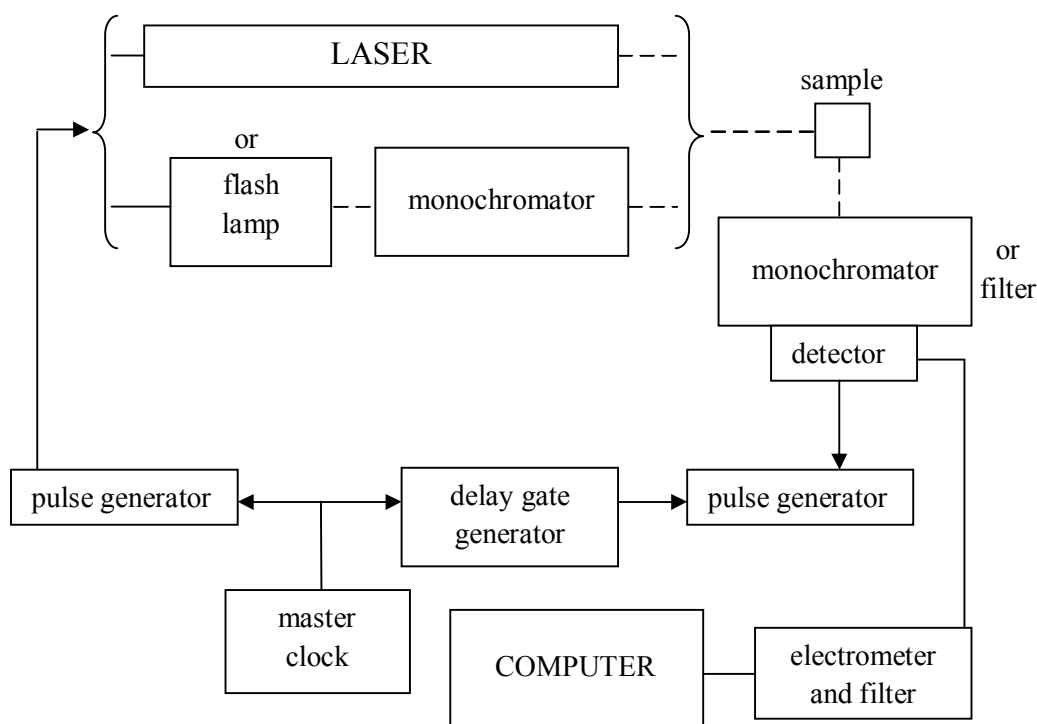 LASER
sample
or
flash
lamp
monochromator
monochromator
or
filter
detector
pulse generator
delay gate
generator
pulse generator
master
clock
COMPUTER
electrometer
and filter